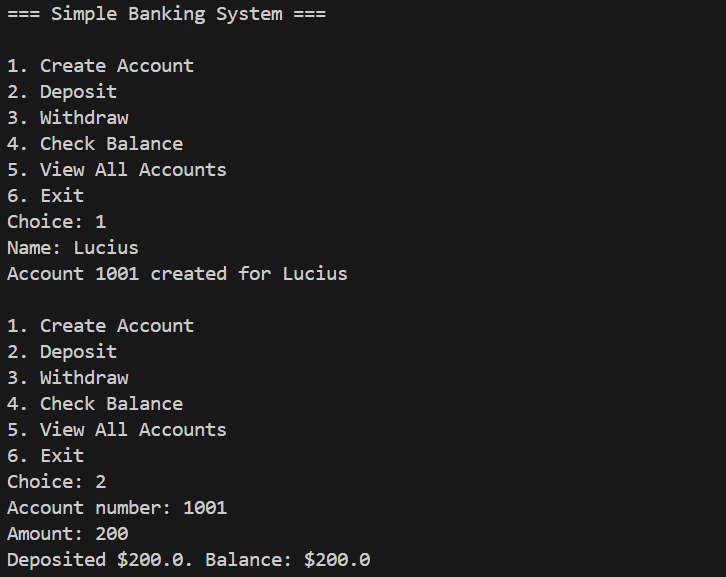 === Simple Banking System ===
1. Create Account
2. Deposit
3. Withdraw
4. Check Balance
5. View All Accounts
6. Exit
Choice: 1
Name: Lucius
Account 1001 created for Lucius
1. Create Account
2. Deposit
3. Withdraw
4. Check Balance
5. View All Accounts
6. Exit
Choice: 2
Account number: 1001
Amount: 200
Deposited $200.0. Balance: $200.0